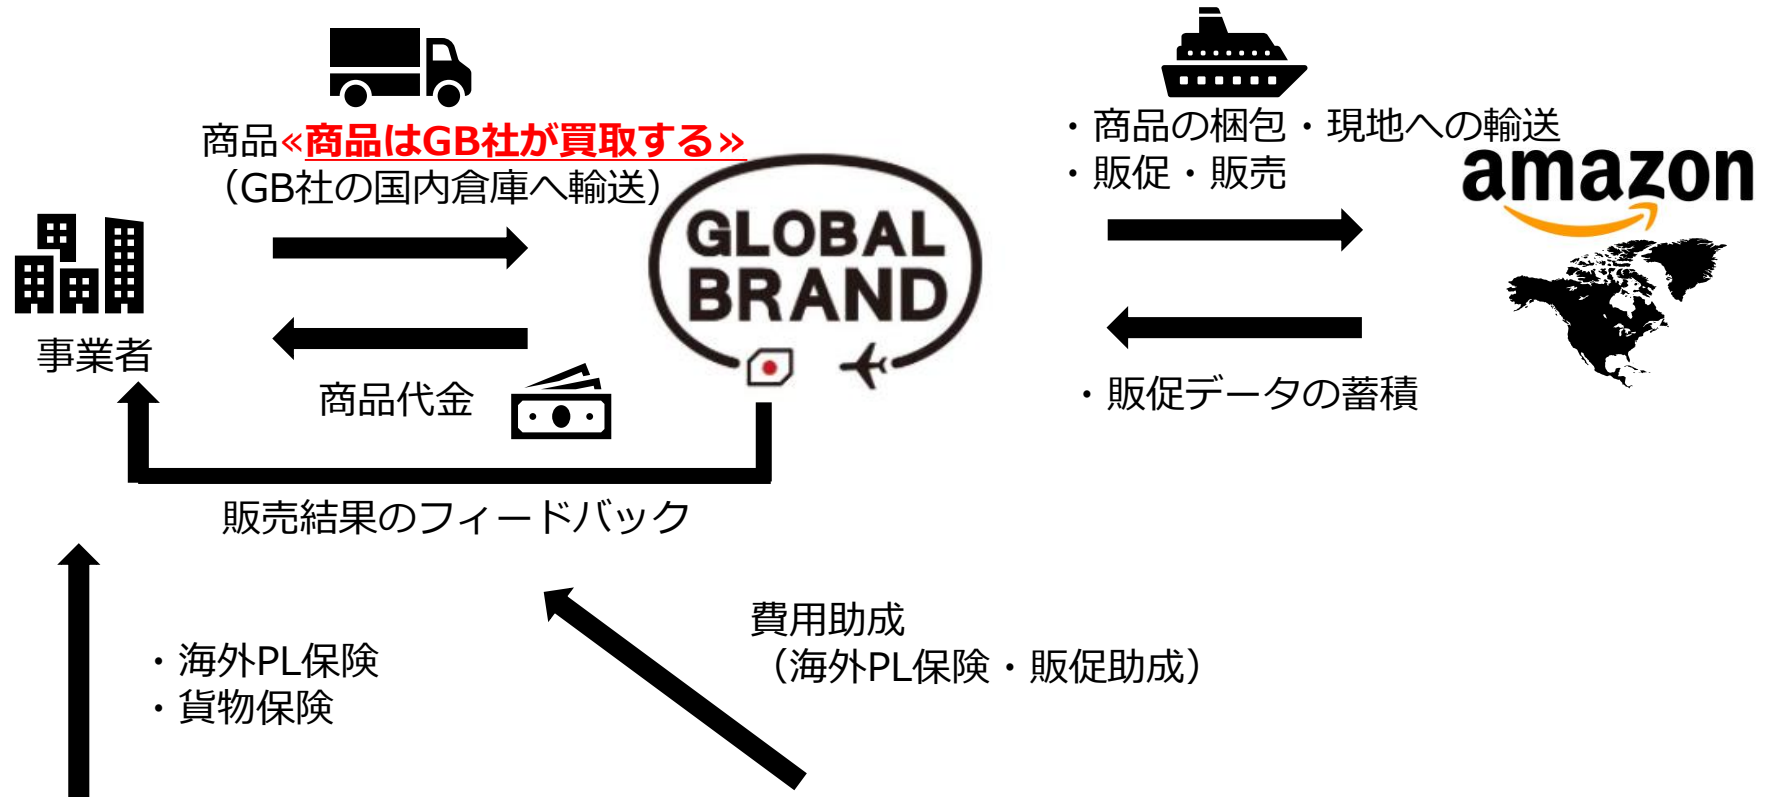 商品«商品はGB社が買取する»
（GB社の国内倉庫へ輸送）
・商品の梱包・現地への輸送
・販促・販売
amazon
GLOBAL
BRAND
事業者
商品代金
・販促データの蓄積
販売結果のフィードバック
費用助成
（海外PL保険・販促助成）
・海外PL保険
・貨物保険